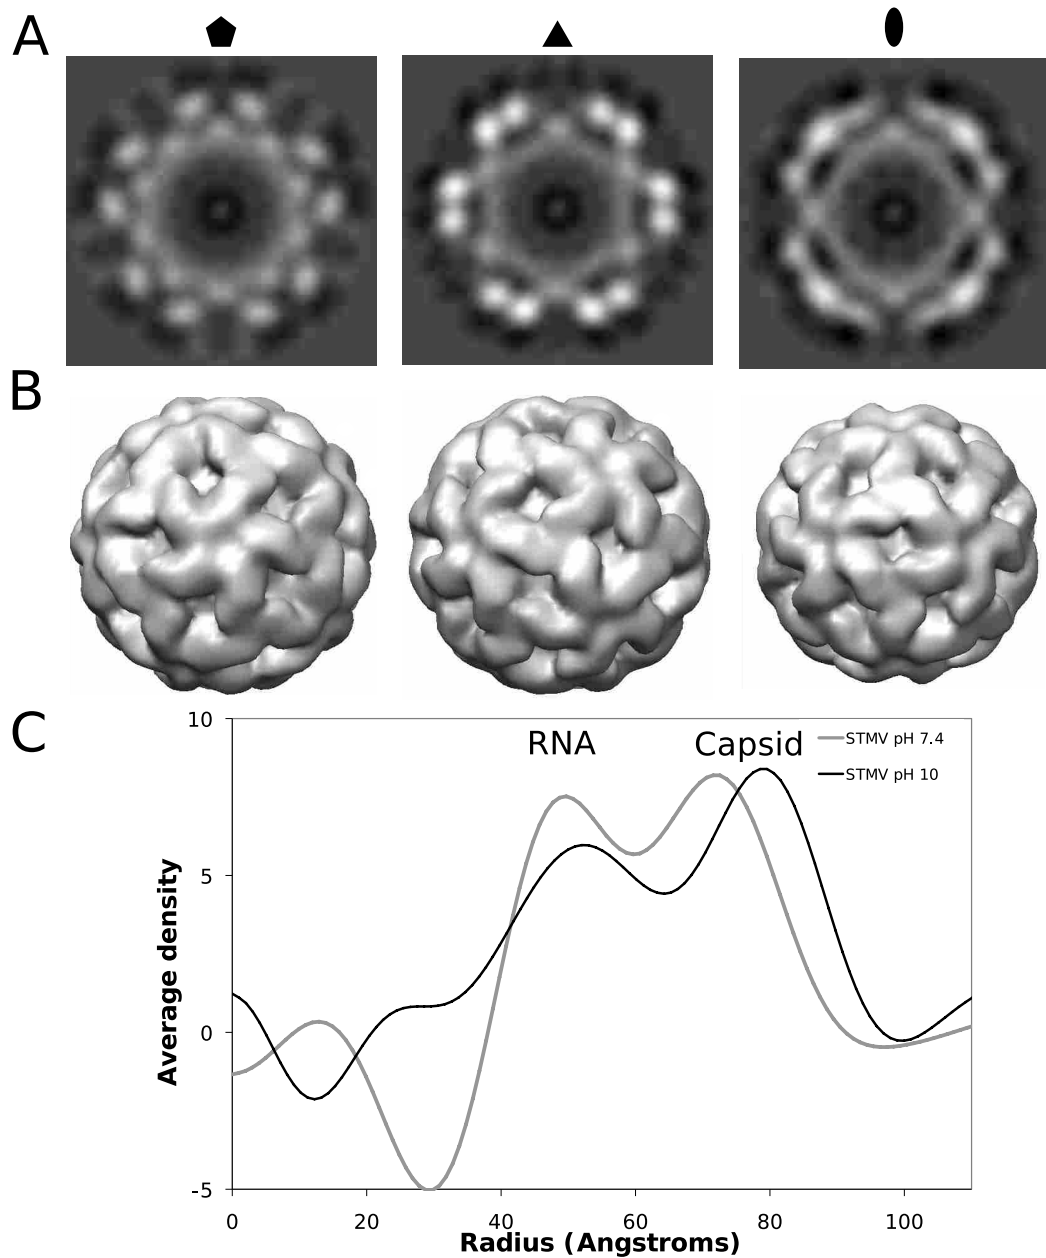 A
B
C
10
5
0
-5
RNA
Capsid
STMV pH 7.4
STMV pH 10
Average density
0 20 40 60 80 100
Radius (Angstroms)